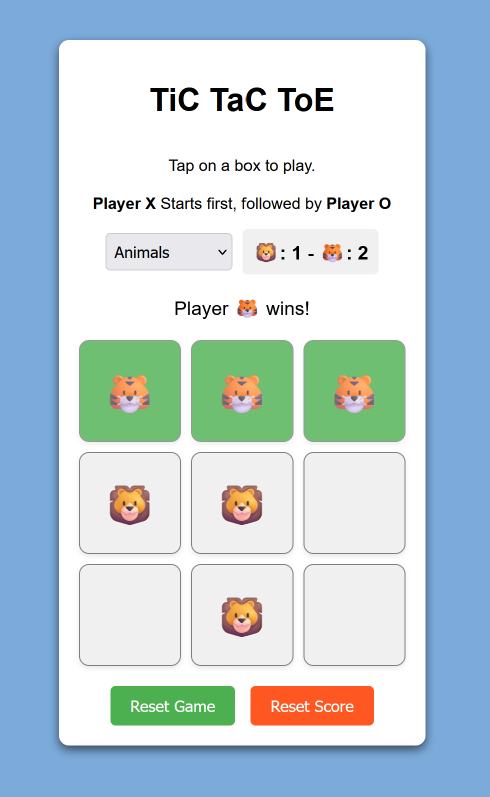 TiC TaC ToE
Tap on a box to play.
Player X Starts first, followed by Player O
Animals
🦁: 1 - 🐯: 2
Player 🐯 wins!
Reset Game
Reset Score